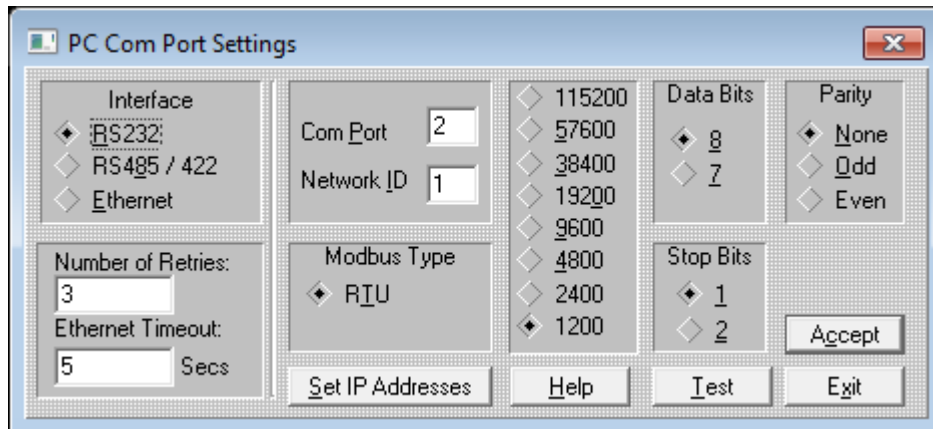 PC Com Port Settings
Interface
RS232
RS485 / 422
Ethernet
Number of Retries:
3
Ethernet Timeout:
5 Secs
Com Port 2
Network ID 1
Modbus Type
RTU
Set IP Addresses
115200
57600
38400
19200
9600
4800
2400
1200
Help
Data Bits
8
7
Stop Bits
1
2
Test
Parity
None
Odd
Even
Accept
Exit